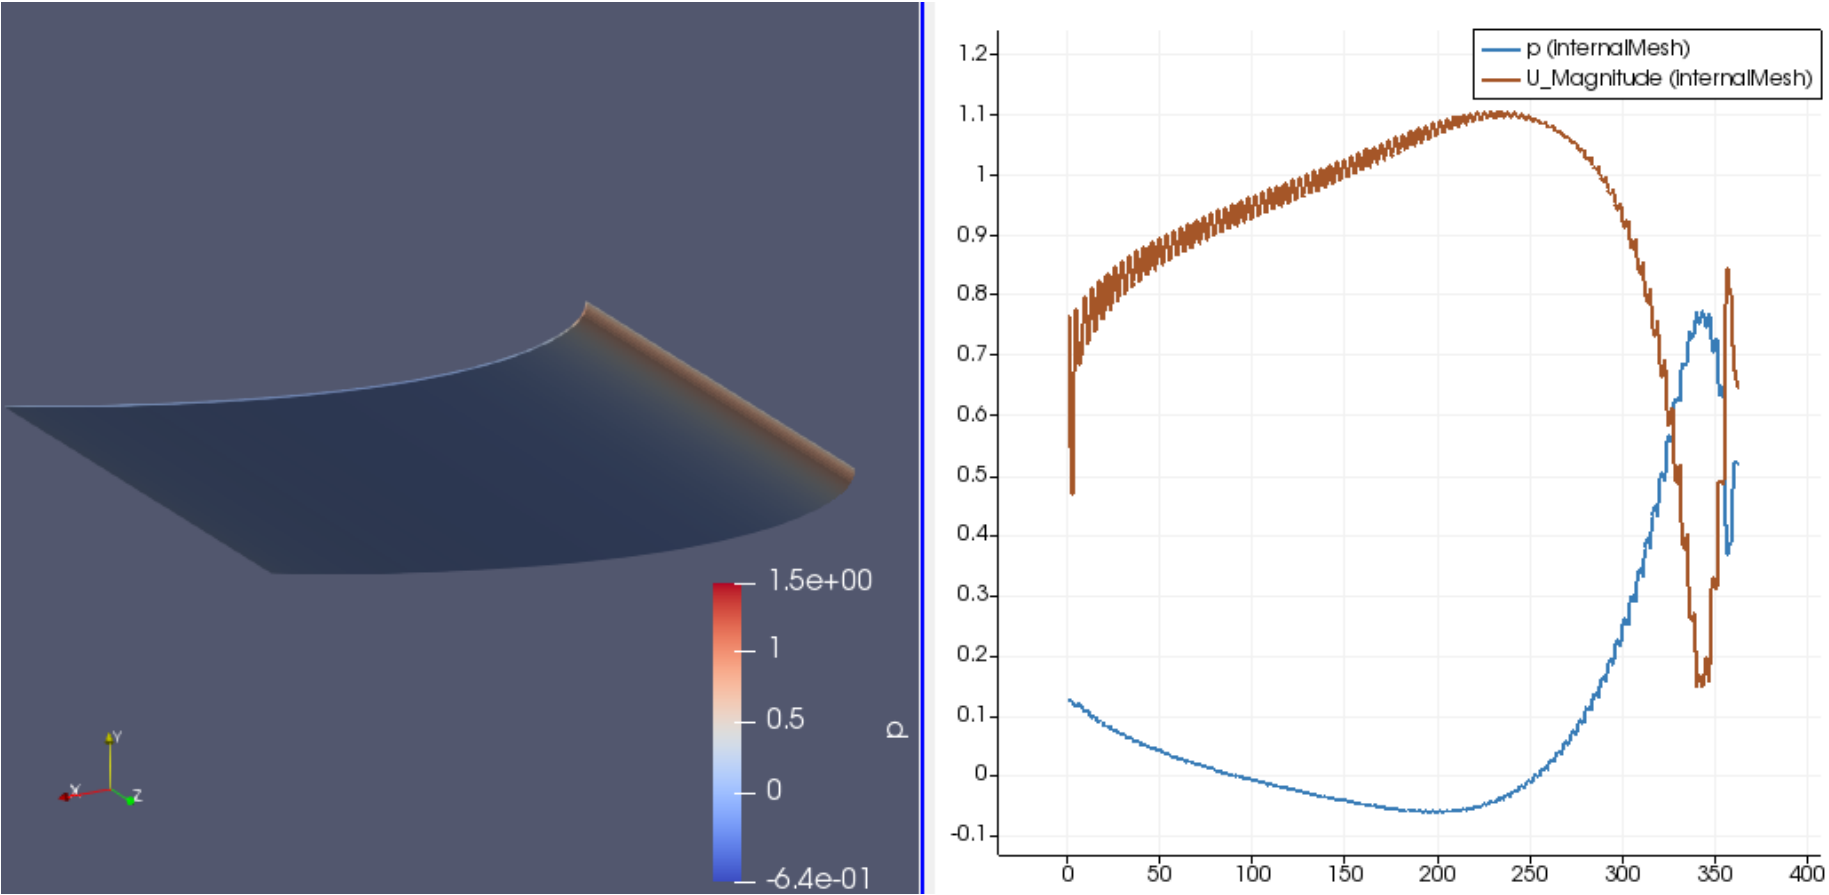 1.5e+00
1
0.5
0
-6.4e-01
p
Y
X
Z
p (internalMesh)
U_Magnitude (internalMesh)
1.2
1.1
1
0.9
0.8
0.7
0.6
0.5
0.4
0.3
0.2
0.1
0
-0.1
0 50 100 150 200 250 300 350 400